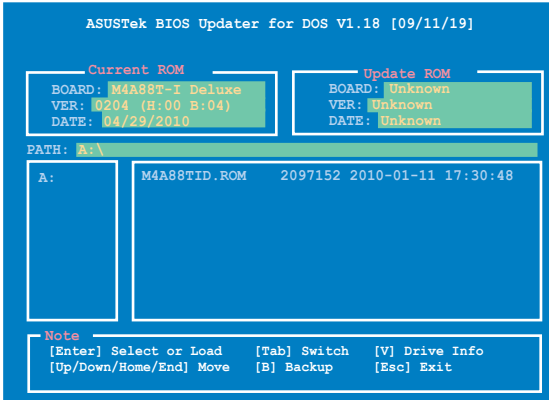 ASUSTek BIOS Updater for DOS V1.18 [09/11/19]
Current ROM
BOARD: M4A88T-I Deluxe
VER: 0204 (H:00 B:04)
DATE: 04/29/2010
Update ROM
BOARD: Unknown
VER: Unknown
DATE: Unknown
PATH: A:\
A:
M4A88TID.ROM 2097152 2010-01-11 17:30:48
Note
[Enter] Select or Load [Tab] Switch [V] Drive Info
[Up/Down/Home/End] Move [B] Backup [Esc] Exit